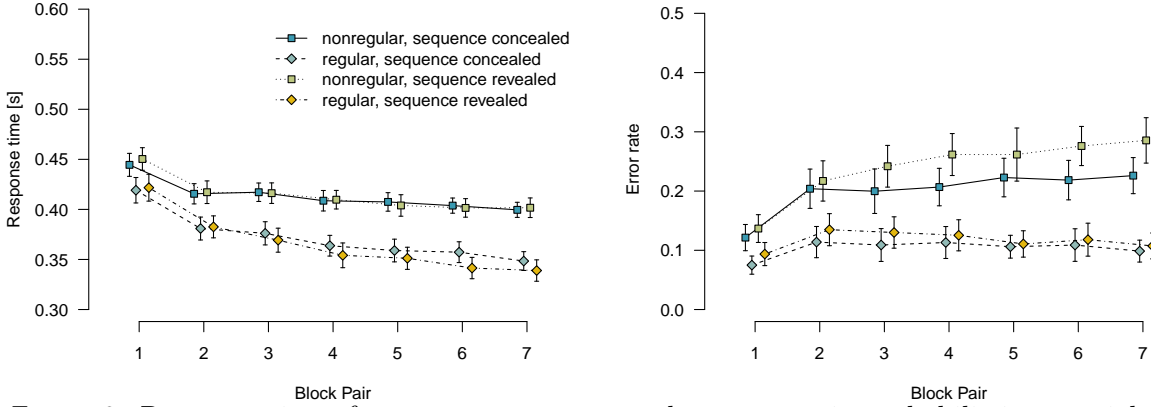 0.60
0.55
0.50
0.45
0.40
0.35
0.30
Response time [s]
nonregular, sequence concealed
regular, sequence concealed
nonregular, sequence revealed
regular, sequence revealed
1 2 3 4 5 6 7
Block Pair
0.5
0.4
0.3
0.2
0.1
0.0
Error rate
1 2 3 4 5 6 7
Block Pair